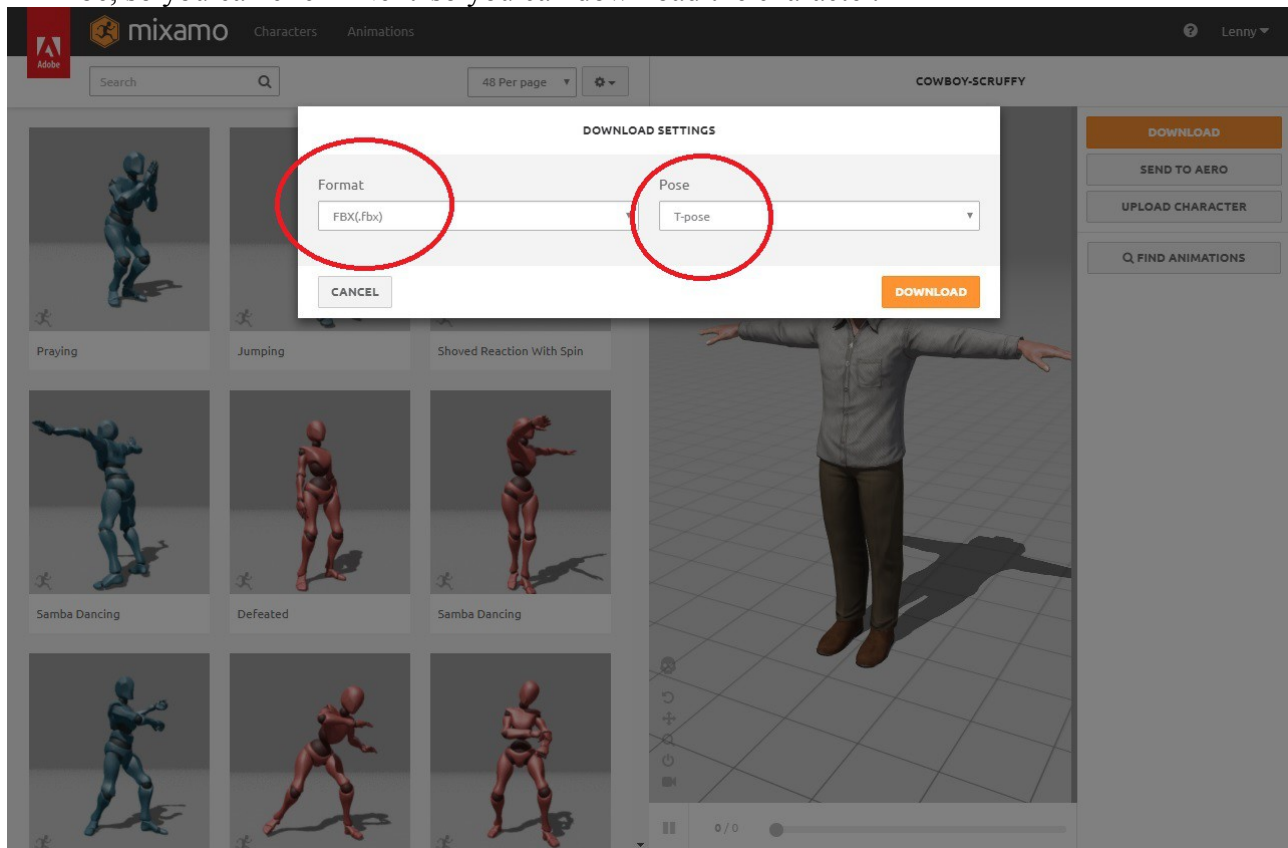 mixamo
Characters
Animations
Lenny
Adobe
Search
48 Per page
COWBOY-SCRUFFY
DOWNLOAD SETTINGS
Format
Pose
FBX(.fbx)
T-pose
CANCEL
DOWNLOAD
DOWNLOAD
SEND TO AERO
UPLOAD CHARACTER
FIND ANIMATIONS
Praying
Jumping
Shoved Reaction With Spin
Samba Dancing
Defeated
Samba Dancing
0 / 0